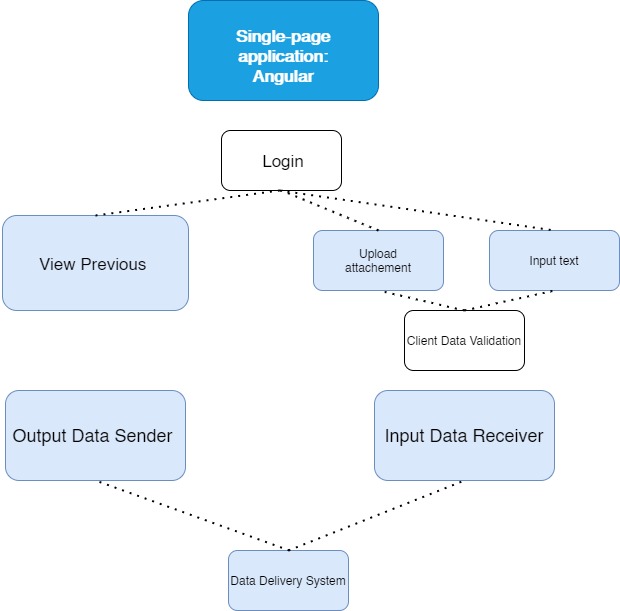 Single-page
application:
Angular
Login
View Previous
Upload
attachement
Input text
Client Data Validation
Output Data Sender
Input Data Receiver
Data Delivery System